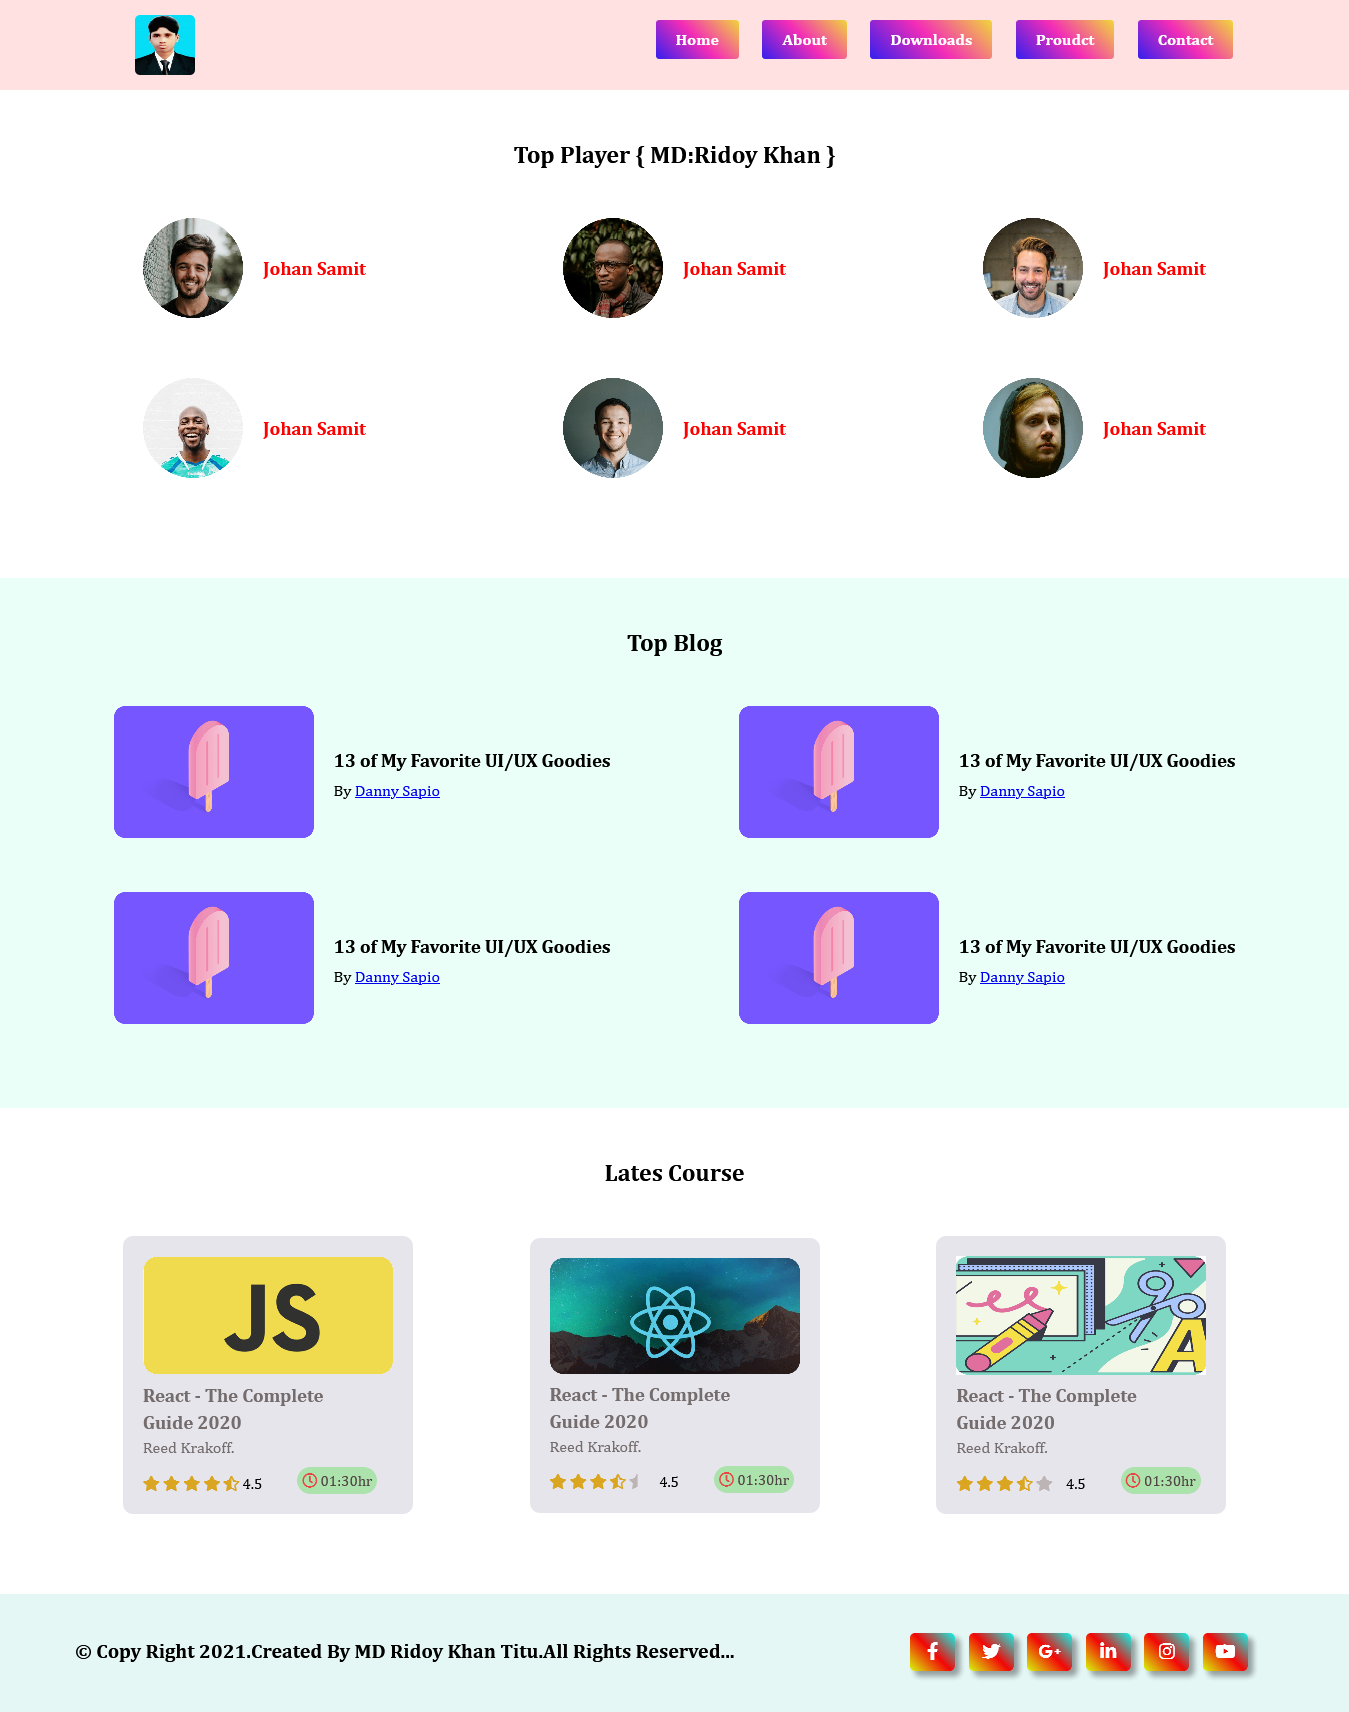 Home About Downloads Proudct Contact
Top Player { MD:Ridoy Khan }
Johan Samit Johan Samit Johan Samit
Johan Samit Johan Samit Johan Samit
Top Blog
13 of My Favorite UI/UX Goodies
By Danny Sapio
13 of My Favorite UI/UX Goodies
By Danny Sapio
13 of My Favorite UI/UX Goodies
By Danny Sapio
13 of My Favorite UI/UX Goodies
By Danny Sapio
Lates Course
JS
React - The Complete
Guide 2020
Reed Krakoff.
4.5 01:30hr
React - The Complete
Guide 2020
Reed Krakoff.
4.5 01:30hr
A
React - The Complete
Guide 2020
Reed Krakoff.
4.5 01:30hr
© Copy Right 2021.Created By MD Ridoy Khan Titu.All Rights Reserved...